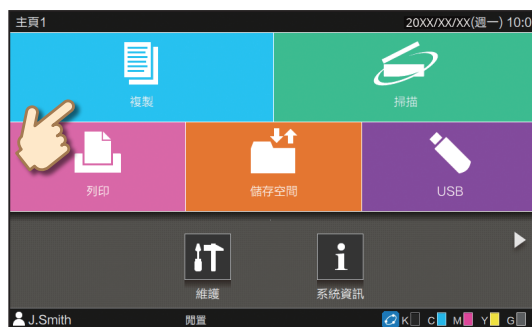 主頁1 20XX/XX/XX(週一) 10:0
複製 掃描
列印 儲存空間 USB
維護 系統資訊
J.Smith 閒置 K C M Y G